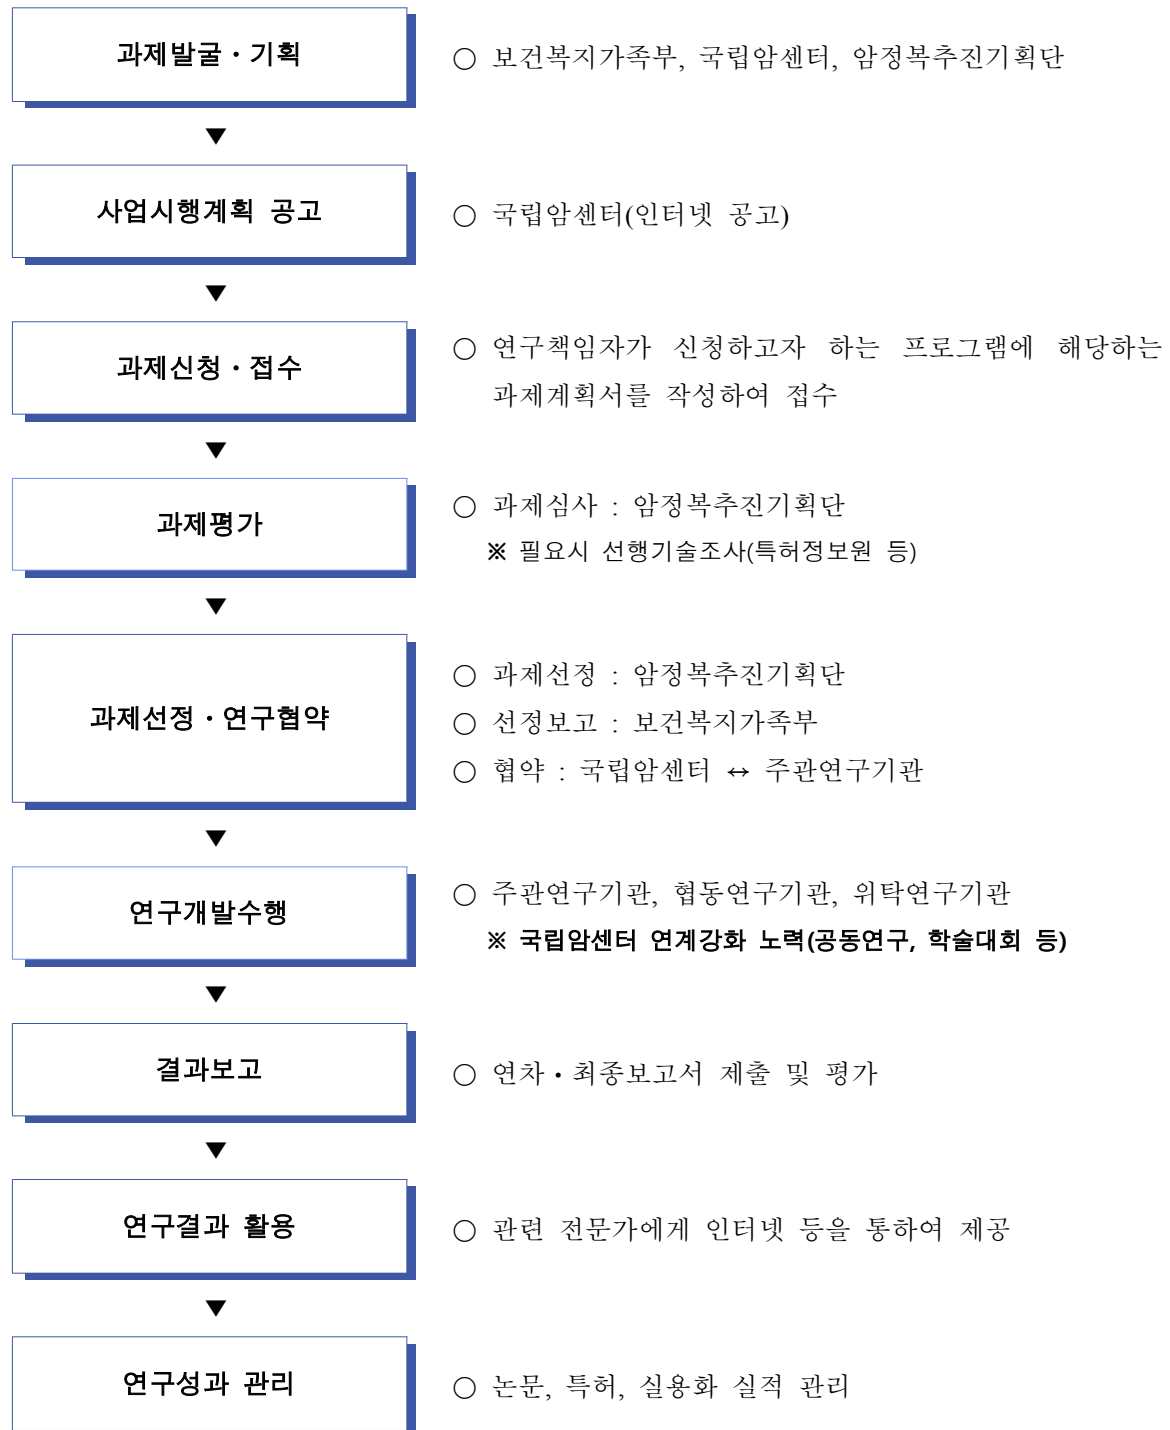 과제발굴・기획
○ 보건복지가족부, 국립암센터, 암정복추진기획단
▼
사업시행계획 공고
○ 국립암센터(인터넷 공고)
▼
과제신청・접수
○ 연구책임자가 신청하고자 하는 프로그램에 해당하는
과제계획서를 작성하여 접수
▼
과제평가
○ 과제심사 : 암정복추진기획단
※ 필요시 선행기술조사(특허정보원 등)
▼
과제선정・연구협약
○ 과제선정 : 암정복추진기획단
○ 선정보고 : 보건복지가족부
○ 협약 : 국립암센터 ↔ 주관연구기관
▼
연구개발수행
○ 주관연구기관, 협동연구기관, 위탁연구기관
※ 국립암센터 연계강화 노력(공동연구, 학술대회 등)
▼
결과보고
○ 연차・최종보고서 제출 및 평가
▼
연구결과 활용
○ 관련 전문가에게 인터넷 등을 통하여 제공
▼
연구성과 관리
○ 논문, 특허, 실용화 실적 관리